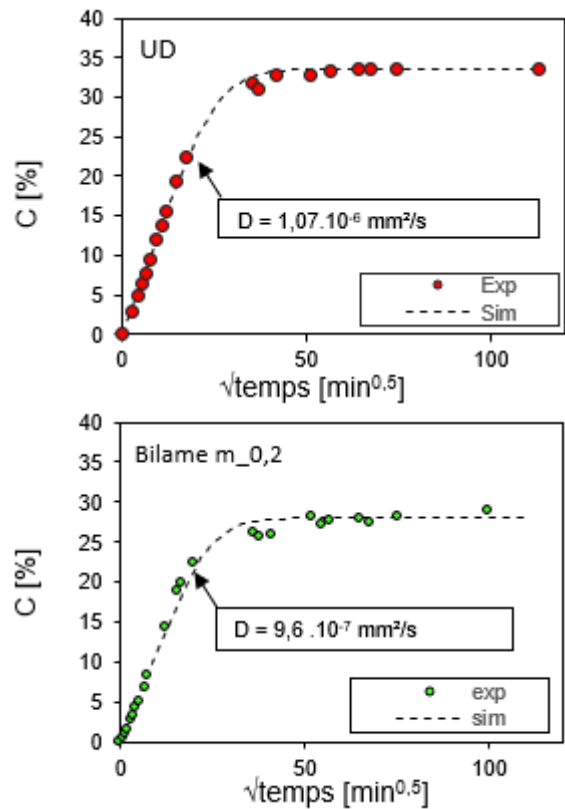 40
UD
35
30
25
20
15
10
5
0
C [%]
D = 1,07.10⁻⁶ mm²/s
Exp
Sim
0 50 100
√temps [min⁰,⁵]
40
Bilame m_0,2
35
30
25
20
15
10
5
0
C [%]
D = 9,6 .10⁻⁷ mm²/s
exp
sim
0 50 100
√temps [min⁰,⁵]